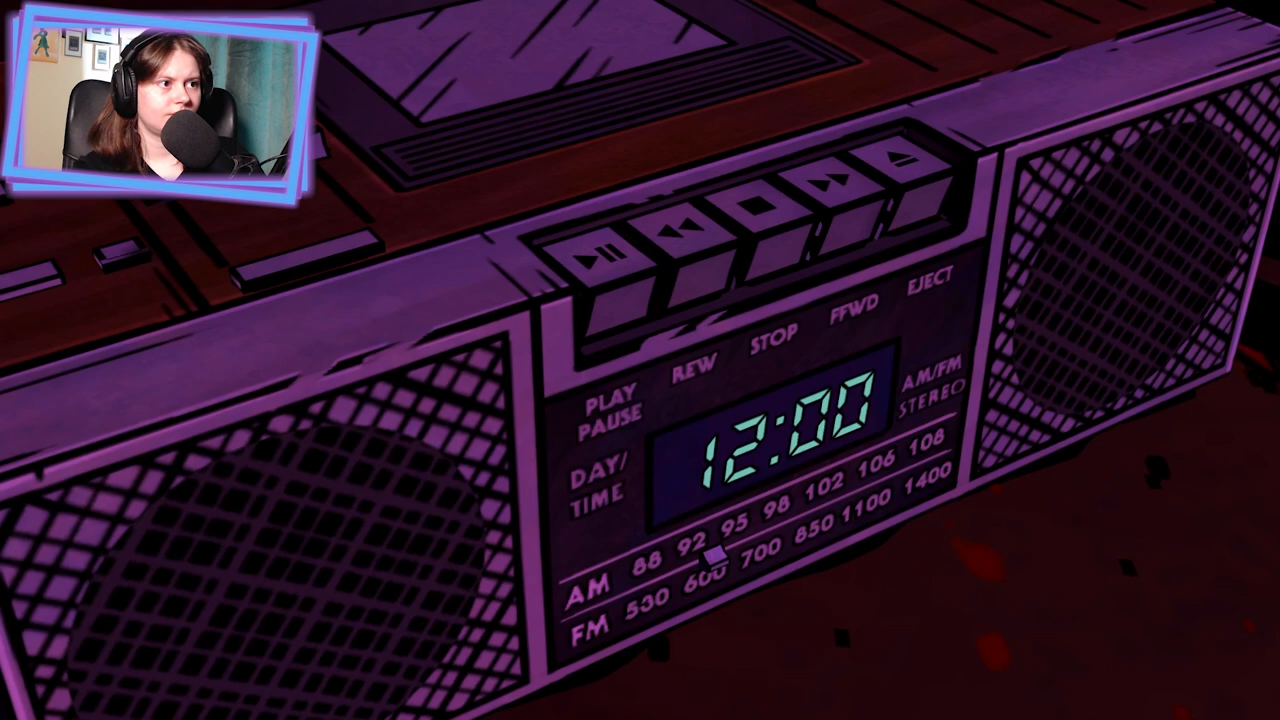 PLAY
PAUSE
REW
STOP
FFWD
EJECT
DAY/
TIME
12:00
AM/FM
STEREO
AM 88 92 95 98 102 106 108
FM 530 600 700 850 1100 1400